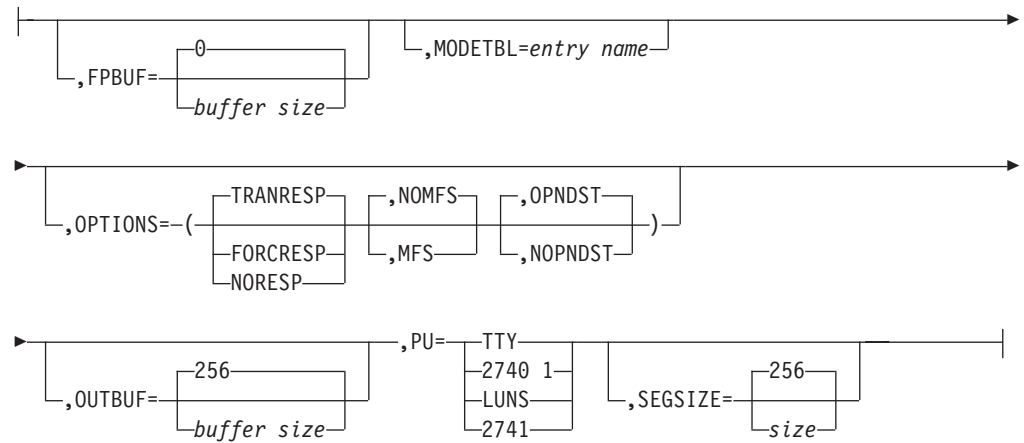 0
,FPBUF=
buffer size
,MODETBL=entry name
,OPTIONS=(
TRANRESP
FORCRESP
NORESP
,NOMFS
,MFS
,OPNDST
,NOPNDST
)
,OUTBUF=
256
buffer size
,PU=
TTY
2740 1
LUNS
2741
,SEGSIZE=
256
size